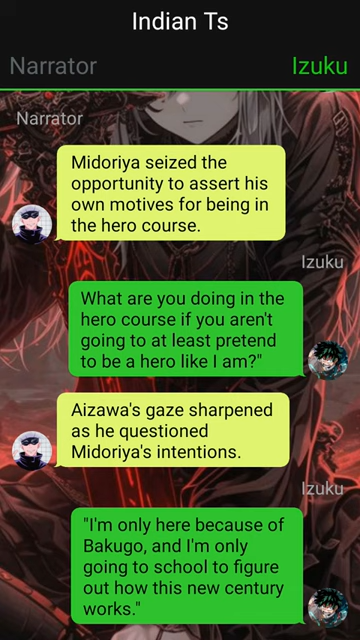 Indian Ts
Narrator
Izuku
Narrator
Midoriya seized the
opportunity to assert his
own motives for being in
the hero course.
Izuku
What are you doing in the
hero course if you aren't
going to at least pretend
to be a hero like I am?"
Aizawa's gaze sharpened
as he questioned
Midoriya's intentions.
Izuku
"I'm only here because of
Bakugo, and I'm only
going to school to figure
out how this new century
works."